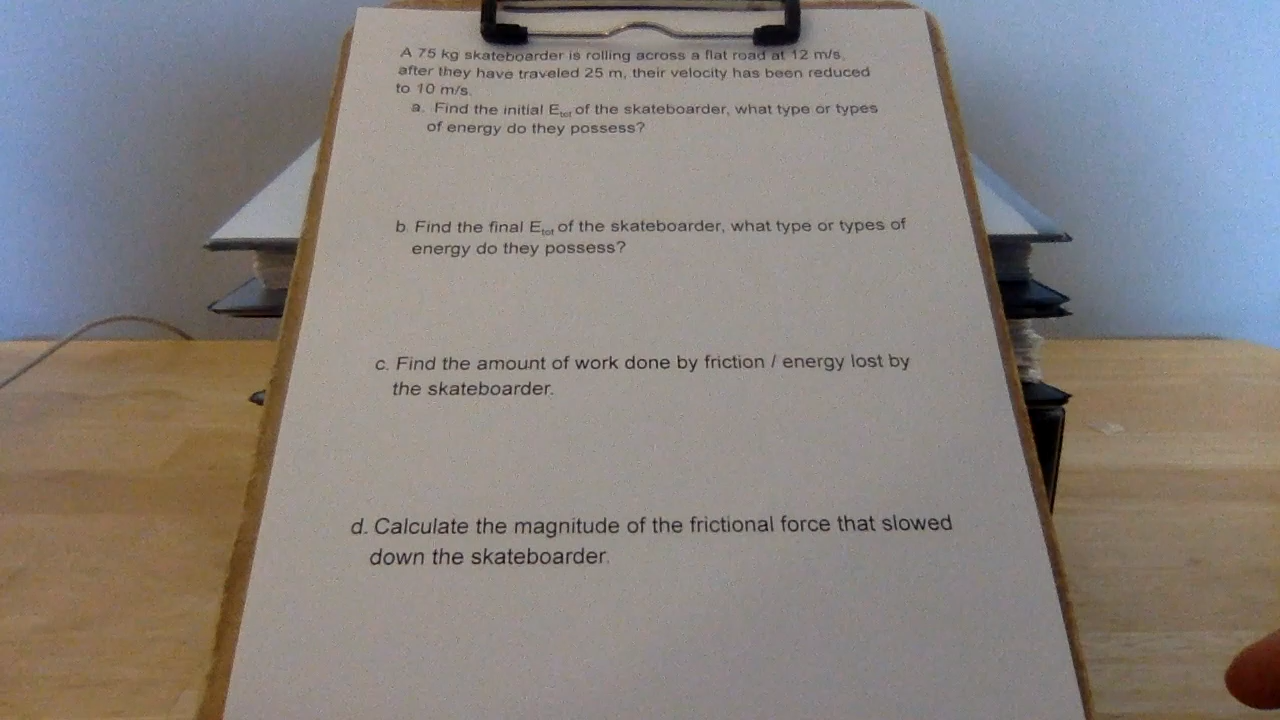 A 75 kg skateboarder is rolling across a flat road at 12 m/s,
after they have traveled 25 m, their velocity has been reduced
to 10 m/s.
a. Find the initial Etot of the skateboarder, what type or types
of energy do they possess?
b. Find the final Etot of the skateboarder, what type or types of
energy do they possess?
c. Find the amount of work done by friction / energy lost by
the skateboarder.
d. Calculate the magnitude of the frictional force that slowed
down the skateboarder.